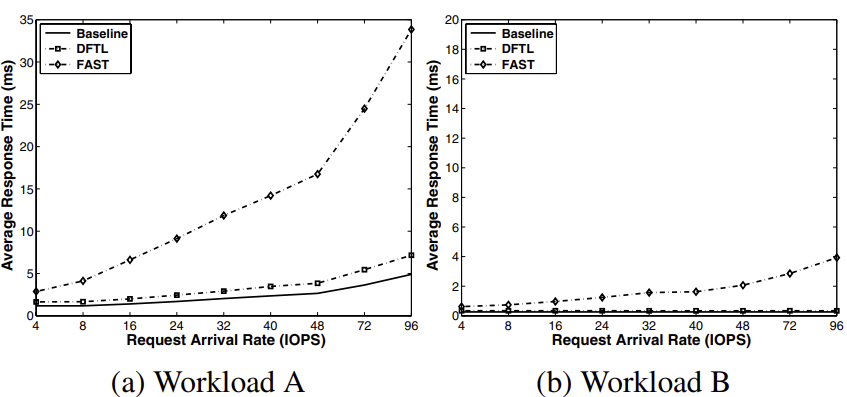 Average Response Time (ms)
35
30
25
20
15
10
5
0
Baseline
DFTL
FAST
4 8 16 24 32 40 48 72 96
Request Arrival Rate (IOPS)
(a) Workload A
Average Response Time (ms)
20
18
16
14
12
10
8
6
4
2
0
Baseline
DFTL
FAST
4 8 16 24 32 40 48 72 96
Request Arrival Rate (IOPS)
(b) Workload B